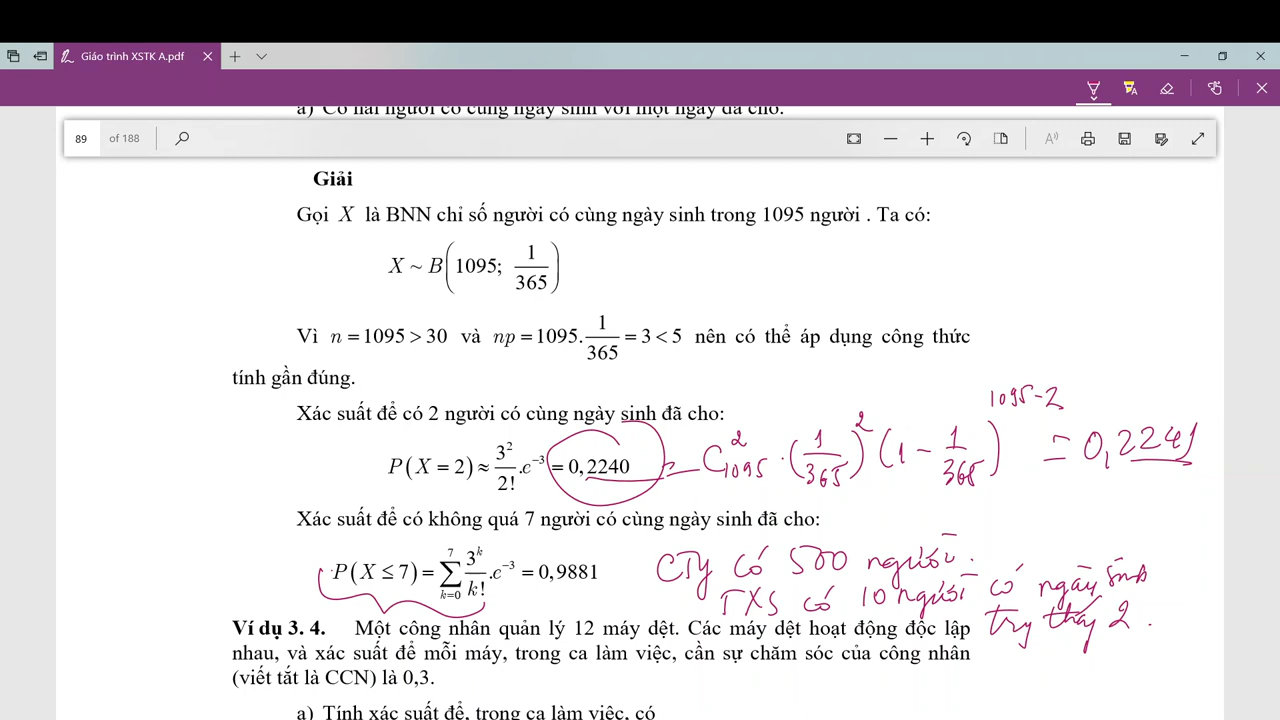 Giáo trình XSTK A.pdf
a) Có hai người có cùng ngày sinh với một ngày đã cho.
89 of 188
Giải
Gọi X là BNN chỉ số người có cùng ngày sinh trong 1095 người . Ta có:
X ~ B(1095; 1/365)
Vì n = 1095 > 30 và np = 1095. 1/365 = 3 < 5 nên có thể áp dụng công thức
tính gần đúng.
Xác suất để có 2 người có cùng ngày sinh đã cho:
1095-2
P(X = 2) ≈ 3²/2! .e⁻³ = 0,2240 = C²₁₀₉₅ . (1/365)² (1 - 1/365) = 0,2241
Xác suất để có không quá 7 người có cùng ngày sinh đã cho:
P(X ≤ 7) = ∑ₖ₌₀⁷ 3ᵏ/k! .e⁻³ = 0,9881
CTy có 500 người.
TXS có 10 người có ngày sinh
Ví dụ 3. 4. Một công nhân quản lý 12 máy dệt. Các máy dệt hoạt động độc lập
nhau, và xác suất để mỗi máy, trong ca làm việc, cần sự chăm sóc của công nhân
(viết tắt là CCN) là 0,3.
a) Tính xác suất để, trong ca làm việc, có